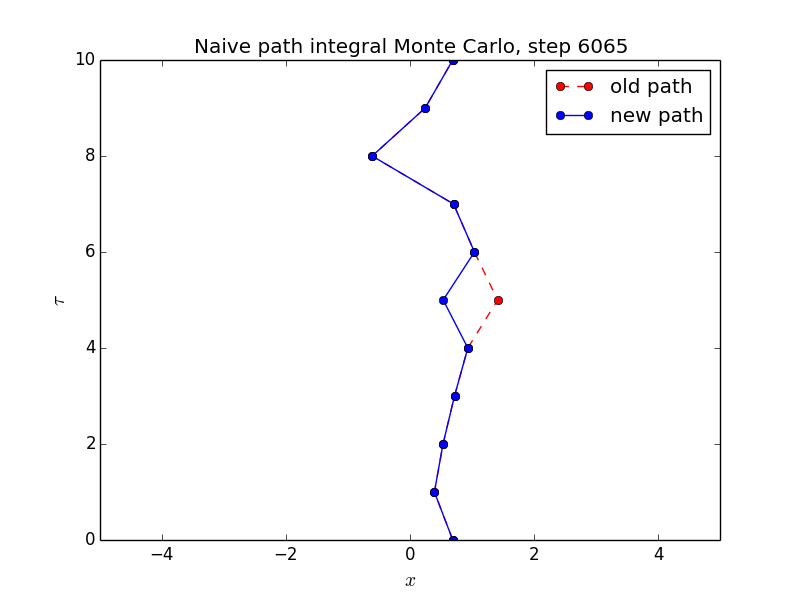 Naive path integral Monte Carlo, step 6065
old path
new path
10
8
6
4
2
0
τ
−4 −2 0 2 4
x